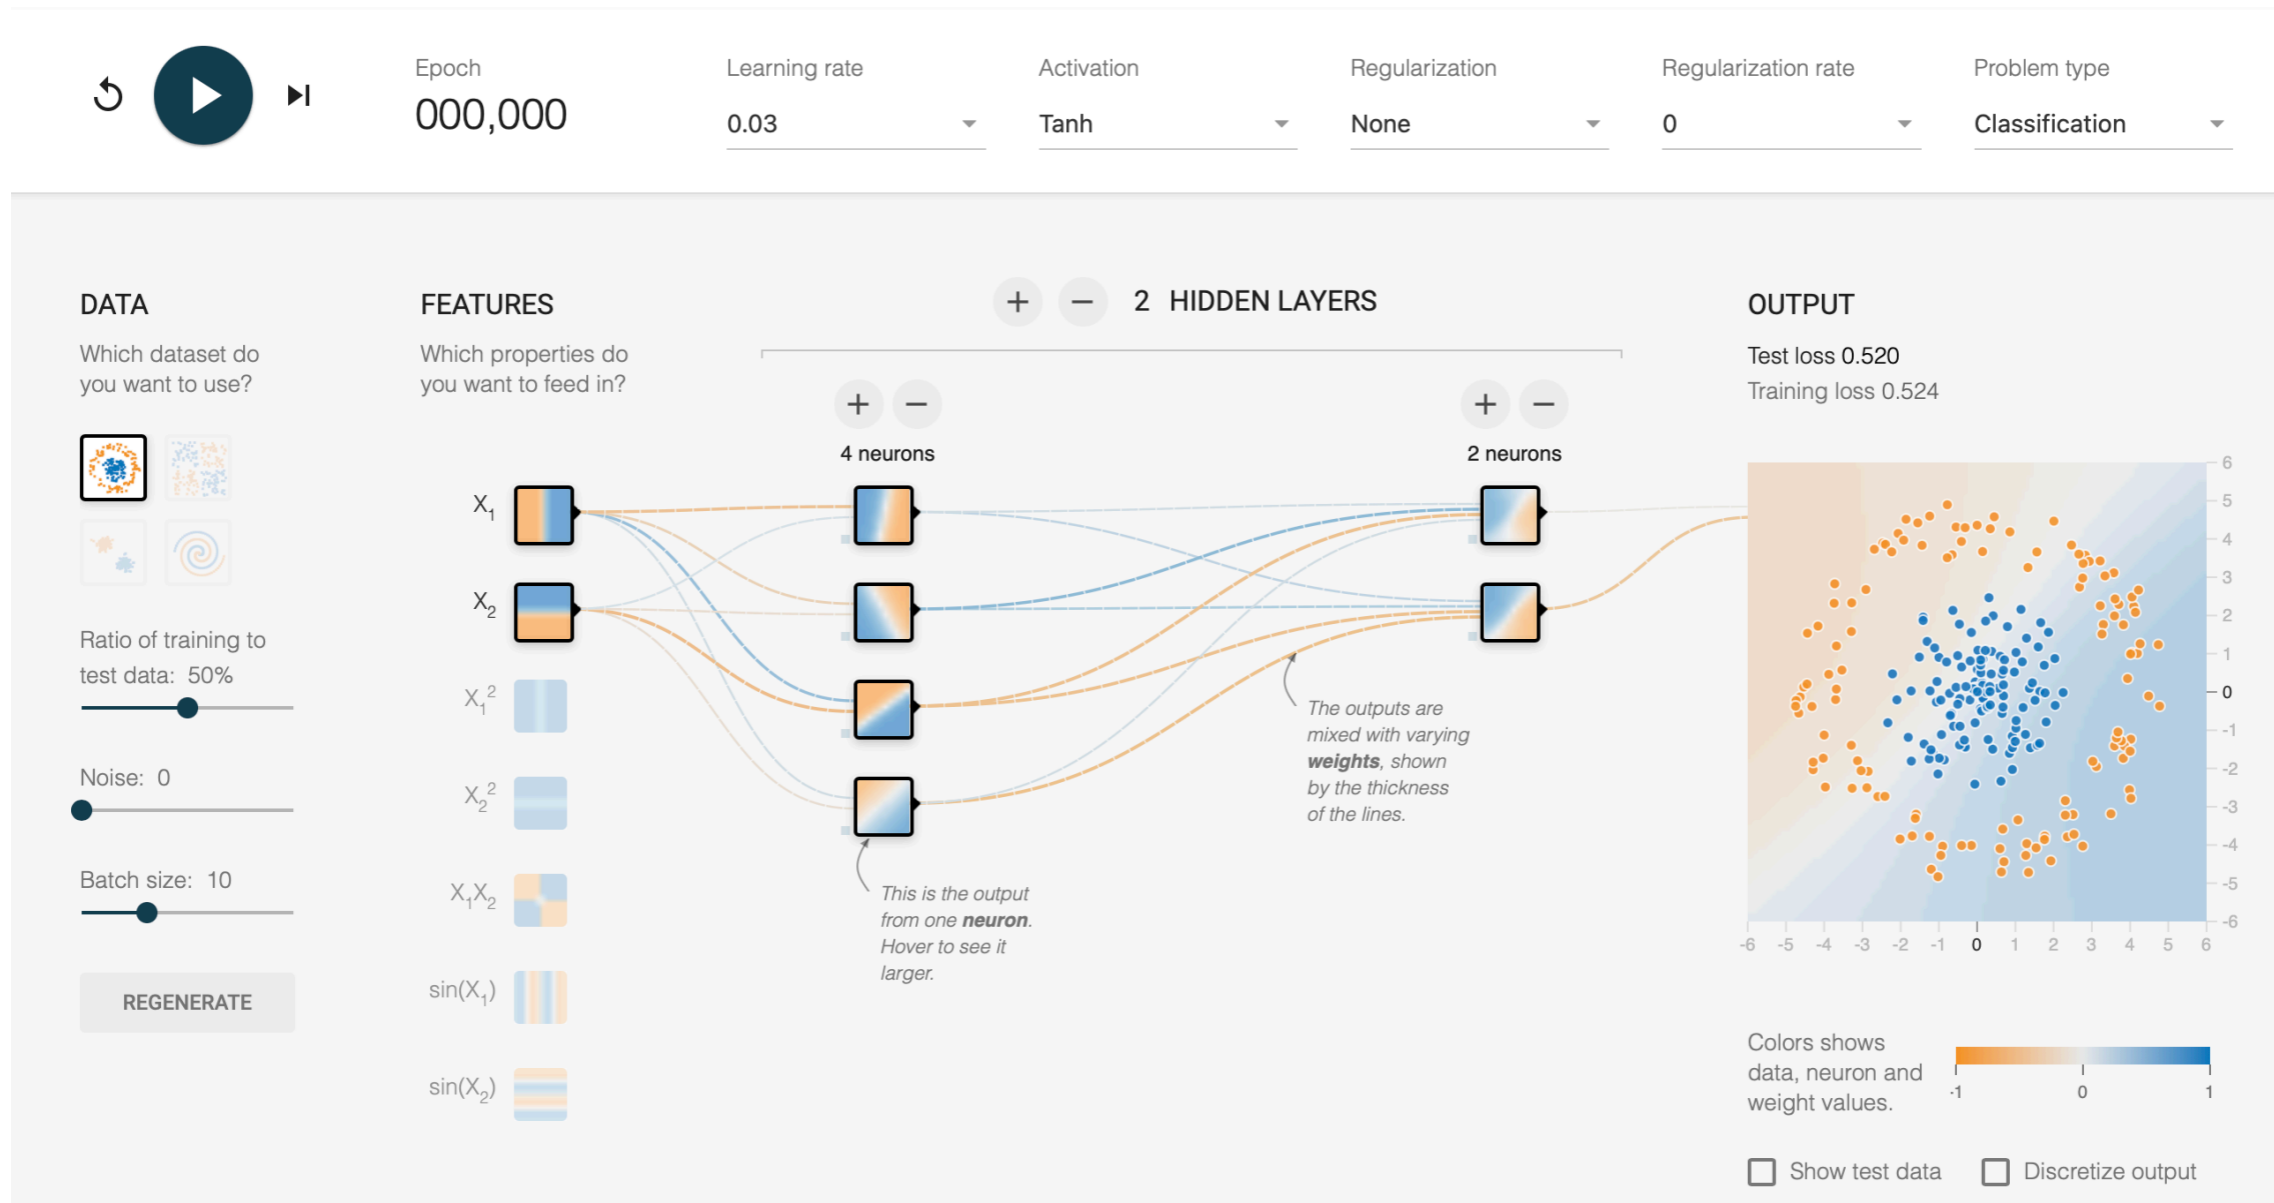 Epoch
000,000
Learning rate
0.03
Activation
Tanh
Regularization
None
Regularization rate
0
Problem type
Classification
DATA
Which dataset do
you want to use?
Ratio of training to
test data: 50%
Noise: 0
Batch size: 10
REGENERATE
FEATURES
Which properties do
you want to feed in?
X1
X2
X1²
X2²
X1X2
sin(X1)
sin(X2)
+ − 2 HIDDEN LAYERS
+ −
4 neurons
+ −
2 neurons
This is the output
from one neuron.
Hover to see it
larger.
The outputs are
mixed with varying
weights, shown
by the thickness
of the lines.
OUTPUT
Test loss 0.520
Training loss 0.524
6
5
4
3
2
1
0
-1
-2
-3
-4
-5
-6
-6 -5 -4 -3 -2 -1 0 1 2 3 4 5 6
Colors shows
data, neuron and
weight values.
-1 0 1
Show test data
Discretize output